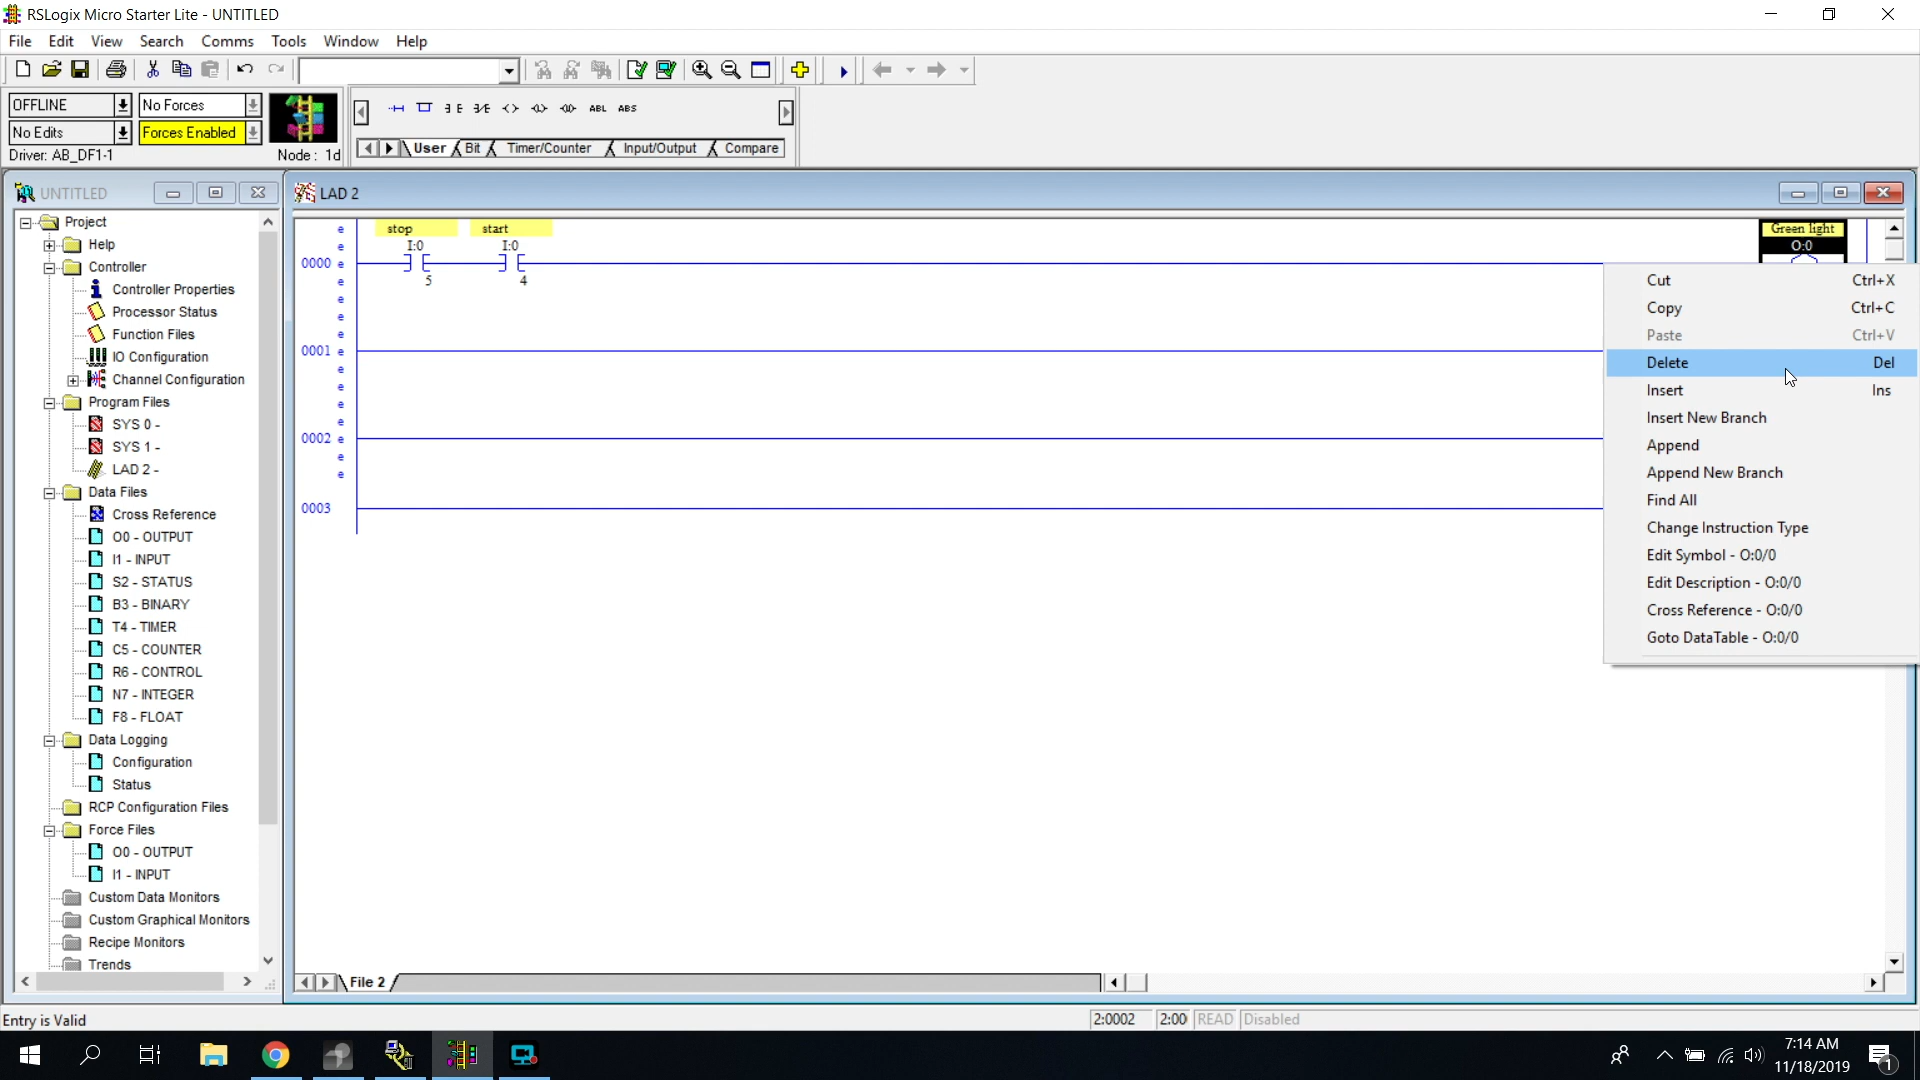 RSLogix Micro Starter Lite - UNTITLED
File Edit View Search Comms Tools Window Help
OFFLINE No Forces
No Edits Forces Enabled
Driver: AB_DF1-1 Node : 1d
ABL ABS
User Bit Timer/Counter Input/Output Compare
UNTITLED
Project
Help
Controller
Controller Properties
Processor Status
Function Files
IO Configuration
Channel Configuration
Program Files
SYS 0 -
SYS 1 -
LAD 2 -
Data Files
Cross Reference
O0 - OUTPUT
I1 - INPUT
S2 - STATUS
B3 - BINARY
T4 - TIMER
C5 - COUNTER
R6 - CONTROL
N7 - INTEGER
F8 - FLOAT
Data Logging
Configuration
Status
RCP Configuration Files
Force Files
O0 - OUTPUT
I1 - INPUT
Custom Data Monitors
Custom Graphical Monitors
Recipe Monitors
Trends
LAD 2
e stop start Green light
e I:0 I:0 O:0
0000 e
e 5 4
e
e
e
0001 e
e
e
e
e
0002 e
e
e
0003
Cut Ctrl+X
Copy Ctrl+C
Paste Ctrl+V
Delete Del
Insert Ins
Insert New Branch
Append
Append New Branch
Find All
Change Instruction Type
Edit Symbol - O:0/0
Edit Description - O:0/0
Cross Reference - O:0/0
Goto DataTable - O:0/0
File 2
Entry is Valid 2:0002 2:00 READ Disabled
7:14 AM
11/18/2019
1